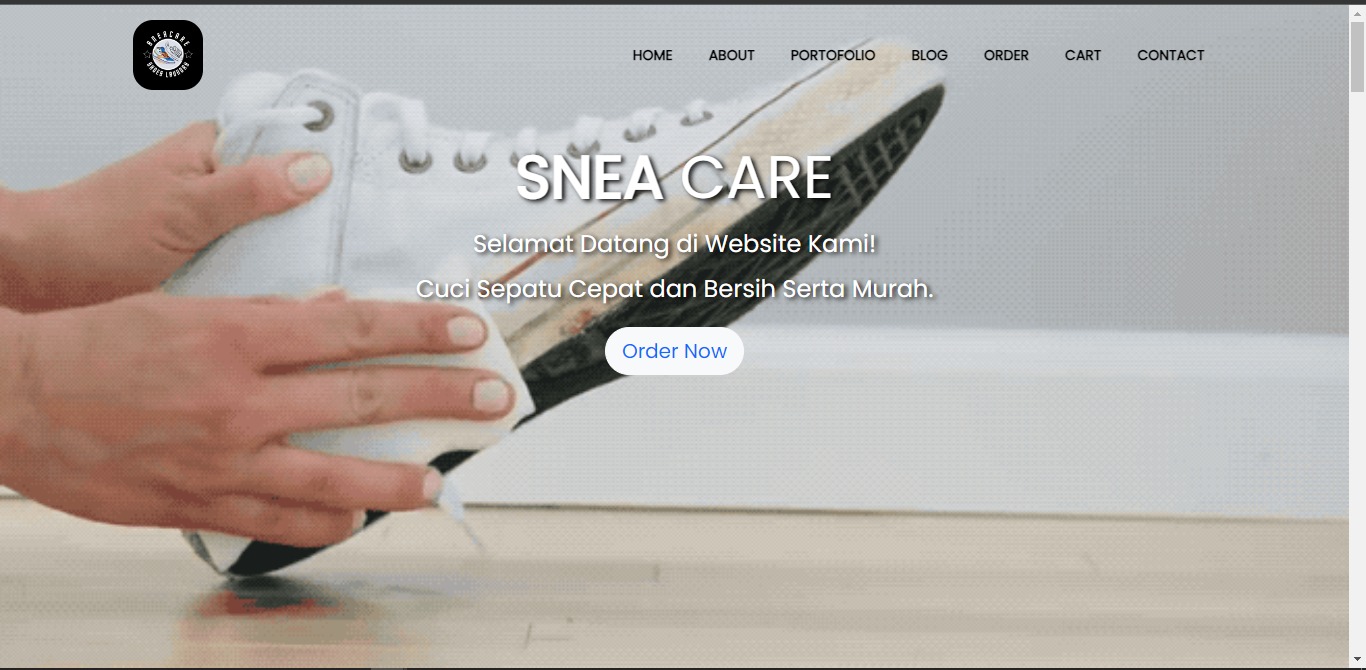 SNEACARE
SHOES LAUNDRY
HOME ABOUT PORTOFOLIO BLOG ORDER CART CONTACT
SNEA CARE
Selamat Datang di Website Kami!
Cuci Sepatu Cepat dan Bersih Serta Murah.
Order Now